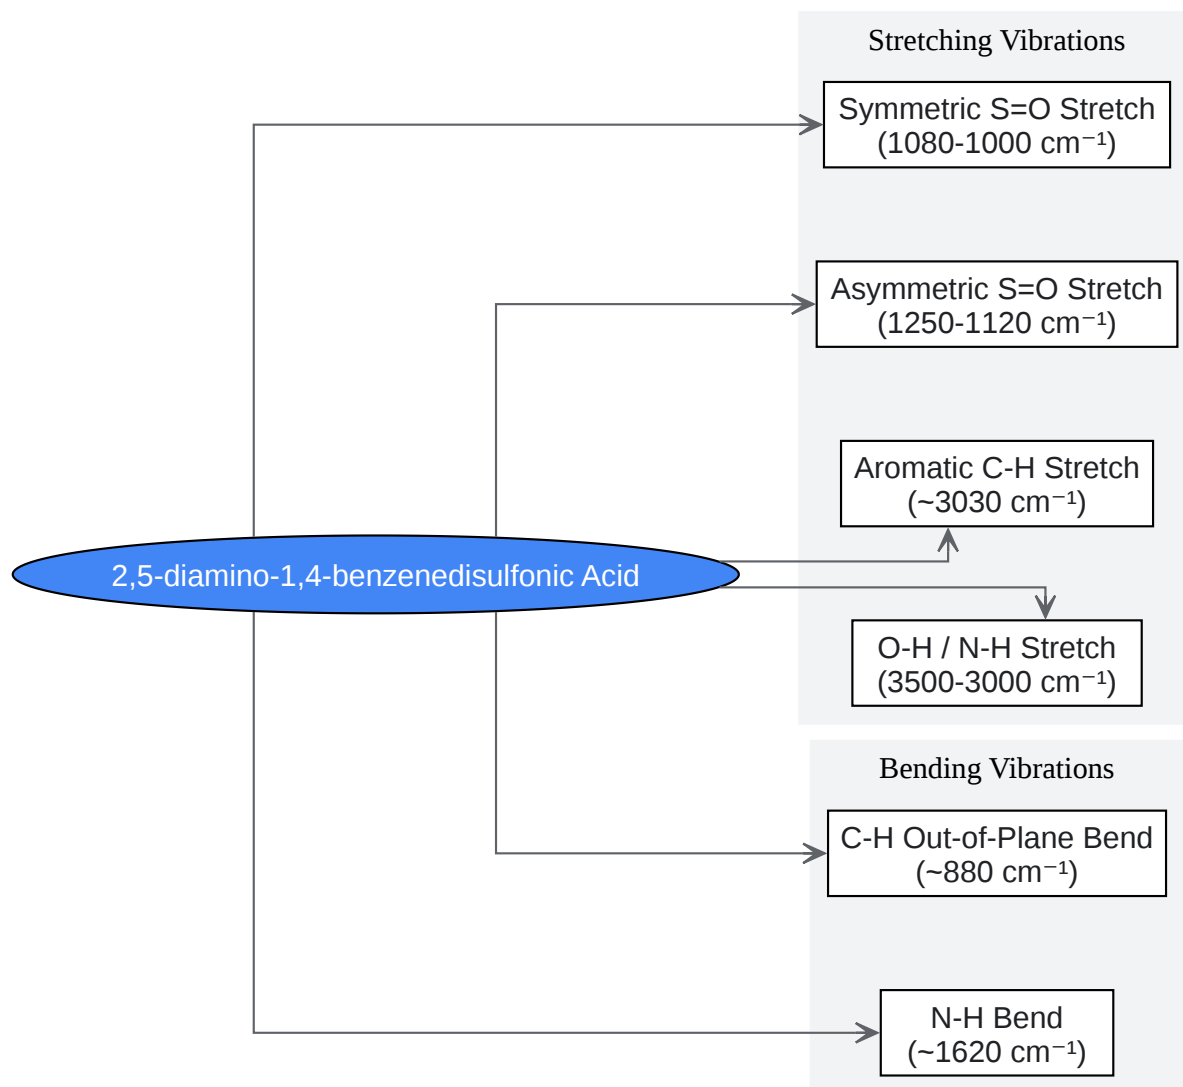 Stretching Vibrations
Symmetric S=O Stretch
(1080-1000 cm⁻¹)
Asymmetric S=O Stretch
(1250-1120 cm⁻¹)
Aromatic C-H Stretch
(~3030 cm⁻¹)
2,5-diamino-1,4-benzenedisulfonic Acid
O-H / N-H Stretch
(3500-3000 cm⁻¹)
Bending Vibrations
C-H Out-of-Plane Bend
(~880 cm⁻¹)
N-H Bend
(~1620 cm⁻¹)